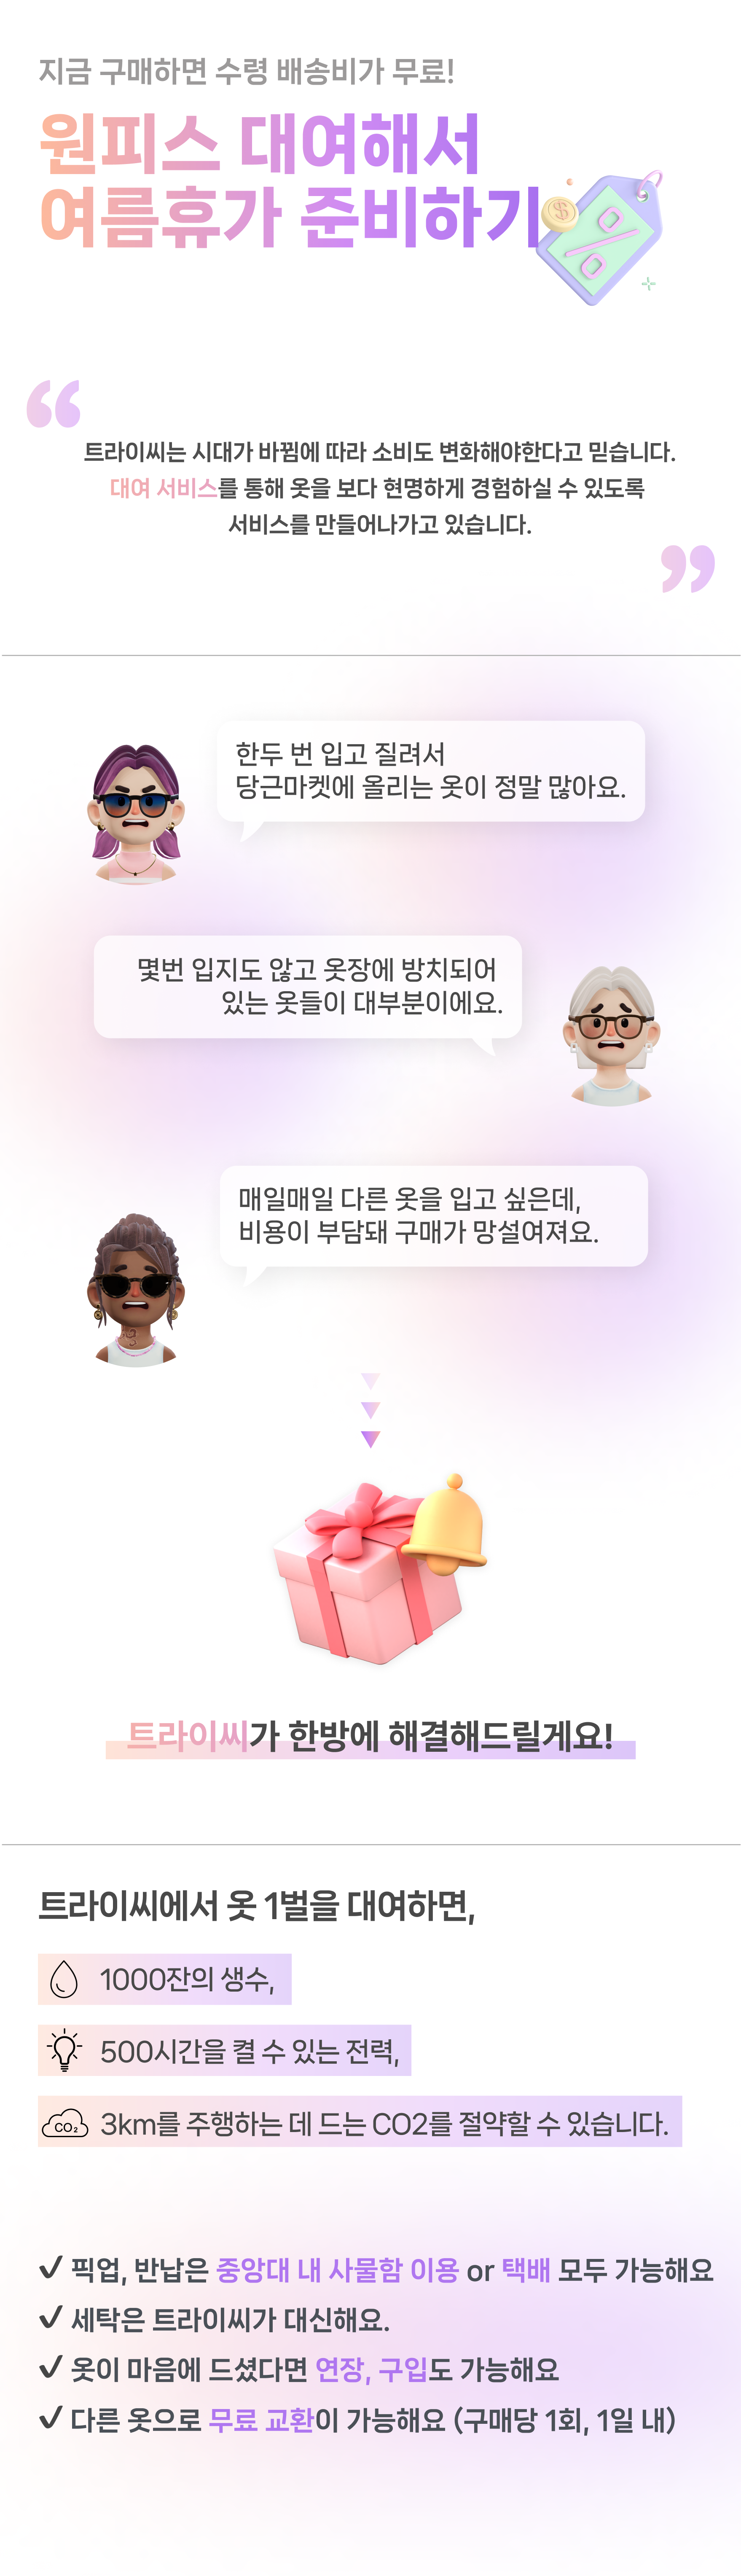 지금 구매하면 수령 배송비가 무료!
원피스 대여해서
여름휴가 준비하기
$
%
트라이씨는 시대가 바뀜에 따라 소비도 변화해야한다고 믿습니다.
대여 서비스를 통해 옷을 보다 현명하게 경험하실 수 있도록
서비스를 만들어나가고 있습니다.
한두 번 입고 질려서
당근마켓에 올리는 옷이 정말 많아요.
몇번 입지도 않고 옷장에 방치되어
있는 옷들이 대부분이에요.
매일매일 다른 옷을 입고 싶은데,
비용이 부담돼 구매가 망설여져요.
트라이씨가 한방에 해결해드릴게요!
트라이씨에서 옷 1벌을 대여하면,
1000잔의 생수,
500시간을 켤 수 있는 전력,
CO₂
3km를 주행하는 데 드는 CO2를 절약할 수 있습니다.
픽업, 반납은 중앙대 내 사물함 이용 or 택배 모두 가능해요
세탁은 트라이씨가 대신해요.
옷이 마음에 드셨다면 연장, 구입도 가능해요
다른 옷으로 무료 교환이 가능해요 (구매당 1회, 1일 내)